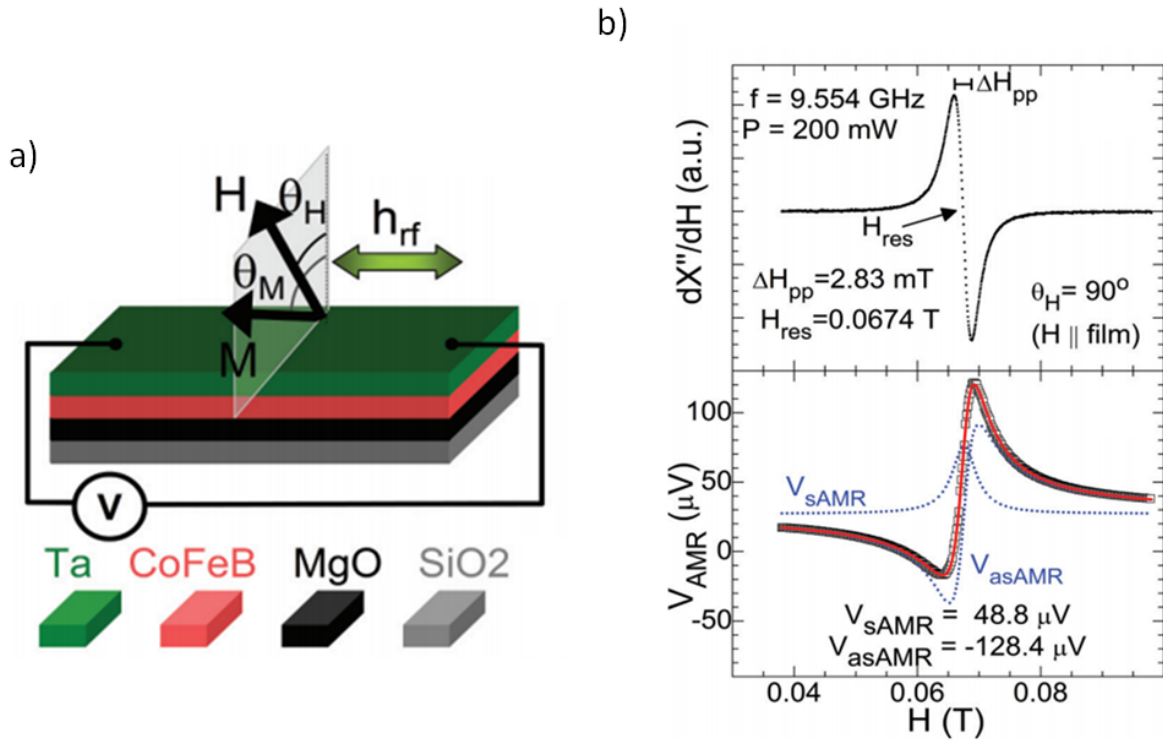 a)
H
θH
hrf
θM
M
V
Ta CoFeB MgO SiO2
b)
f = 9.554 GHz
P = 200 mW
ΔHpp
Hres
ΔHpp=2.83 mT
Hres=0.0674 T
θH= 90o
(H || film)
dX"/dH (a.u.)
100
50
0
-50
VAMR (μV)
VsAMR
VasAMR
VsAMR = 48.8 μV
VasAMR = -128.4 μV
0.04 0.06 0.08
H (T)